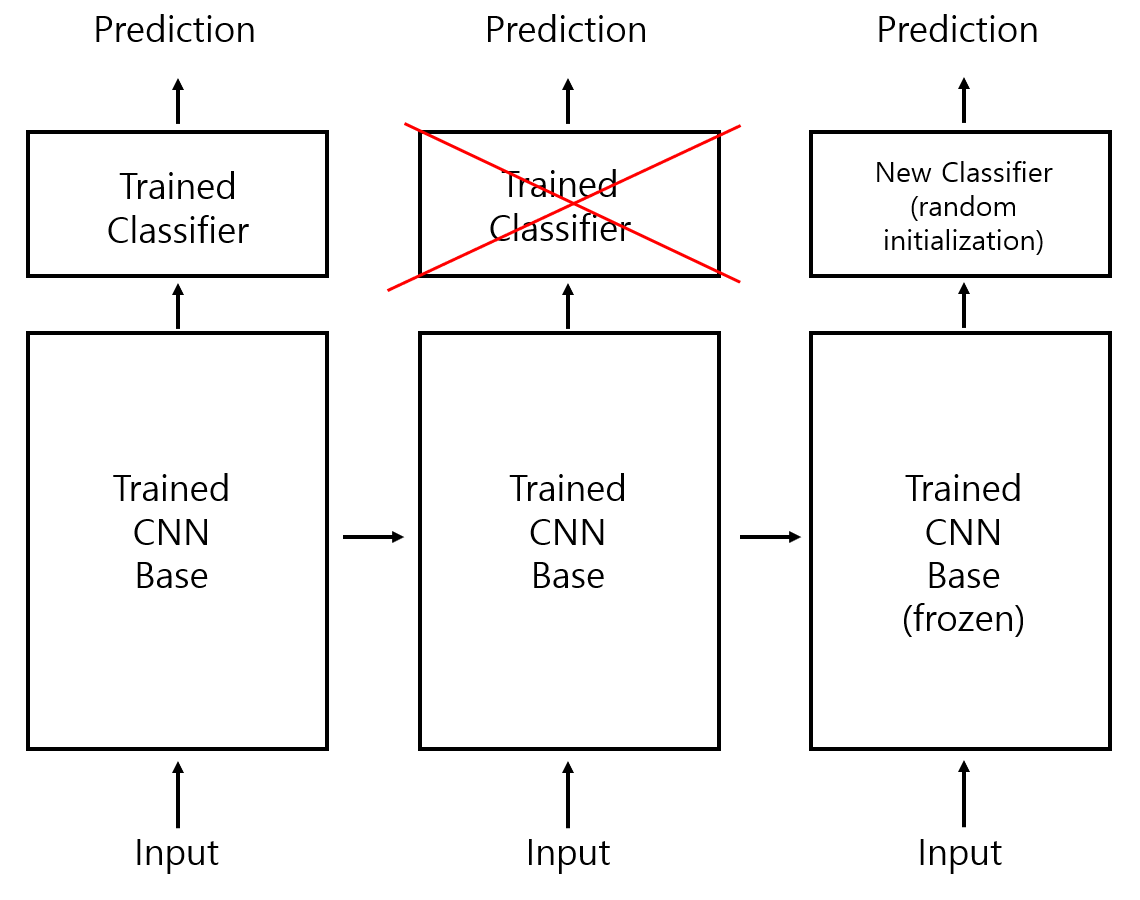 Prediction
Prediction
Prediction
Trained
Classifier
Trained
Classifier
New Classifier
(random
initialization)
Trained
CNN
Base
Trained
CNN
Base
Trained
CNN
Base
(frozen)
Input
Input
Input